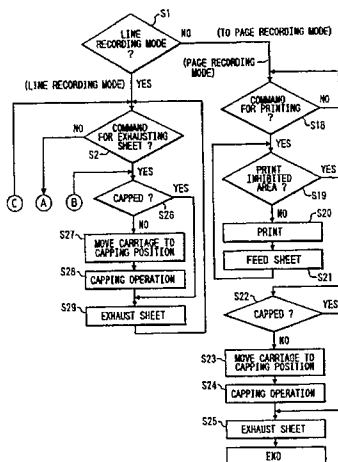 S1
LINE
RECORDING MODE
?
NO
(TO PAGE RECORDING MODE)
(LINE RECORDING MODE)
YES
(PAGE RECORDING
MODE)
COMMAND
FOR PRINTING
?
NO
S18
YES
NO
COMMAND
FOR EXHAUSTING
SHEET ?
S2
YES
PRINT
INHIBITED
AREA ?
YES
S19
C
A
B
CAPPED ?
YES
S26
NO
NO
S20
PRINT
S27
MOVE CARRIAGE TO
CAPPING POSITION
FEED SHEET
S21
S28
CAPPING OPERATION
S22
CAPPED ?
YES
S29
EXHAUST SHEET
NO
S23
MOVE CARRIAGE TO
CAPPING POSITION
S24
CAPPING OPERATION
S25
EXHAUST SHEET
END